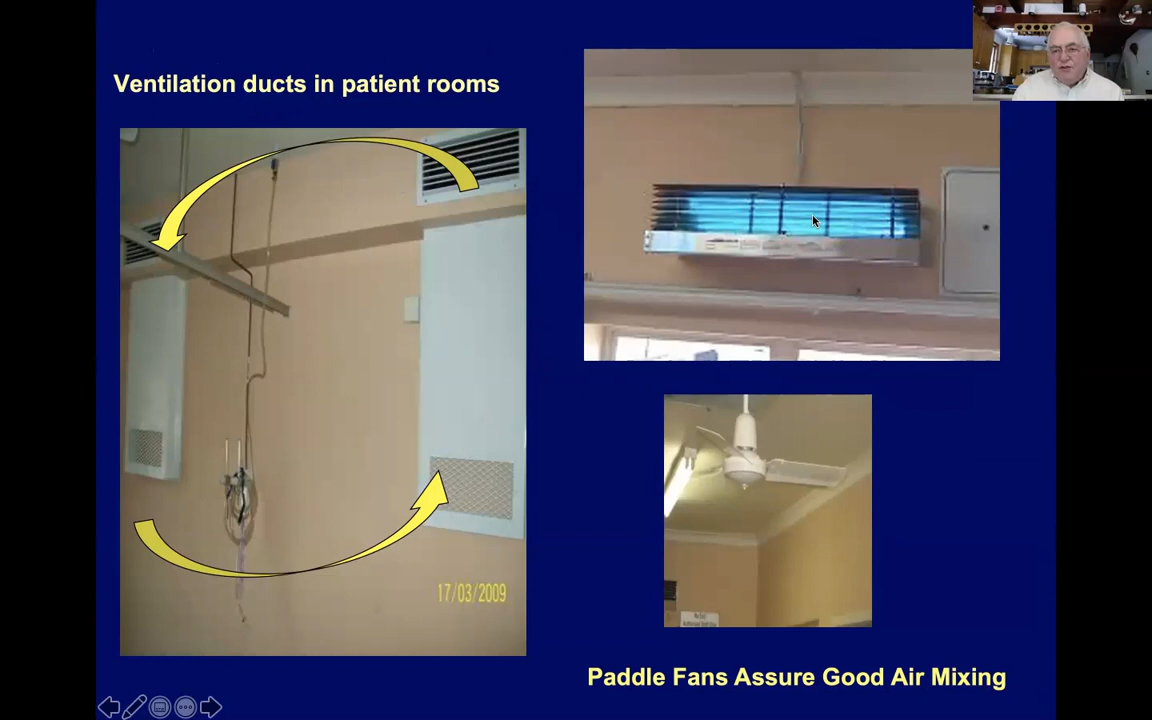 Ventilation ducts in patient rooms
17/03/2009
Paddle Fans Assure Good Air Mixing